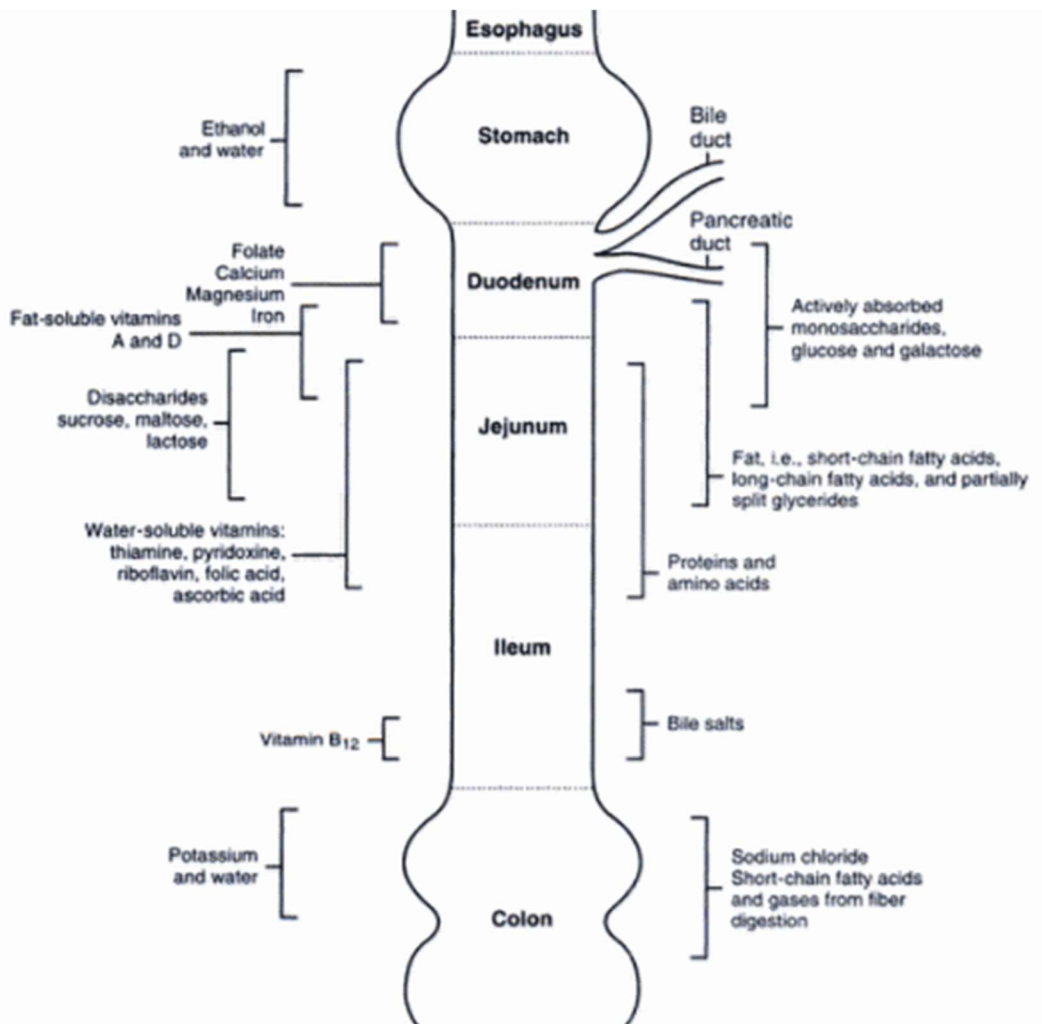 Esophagus
Stomach
Ethanol
and water
Bile
duct
Pancreatic
duct
Folate
Calcium
Magnesium
Iron
Duodenum
Fat-soluble vitamins
A and D
Actively absorbed
monosaccharides,
glucose and galactose
Disaccharides
sucrose, maltose,
lactose
Jejunum
Fat, i.e., short-chain fatty acids,
long-chain fatty acids, and partially
split glycerides
Water-soluble vitamins:
thiamine, pyridoxine,
riboflavin, folic acid,
ascorbic acid
Proteins and
amino acids
Ileum
Vitamin B12
Bile salts
Potassium
and water
Sodium chloride
Short-chain fatty acids
and gases from fiber
digestion
Colon